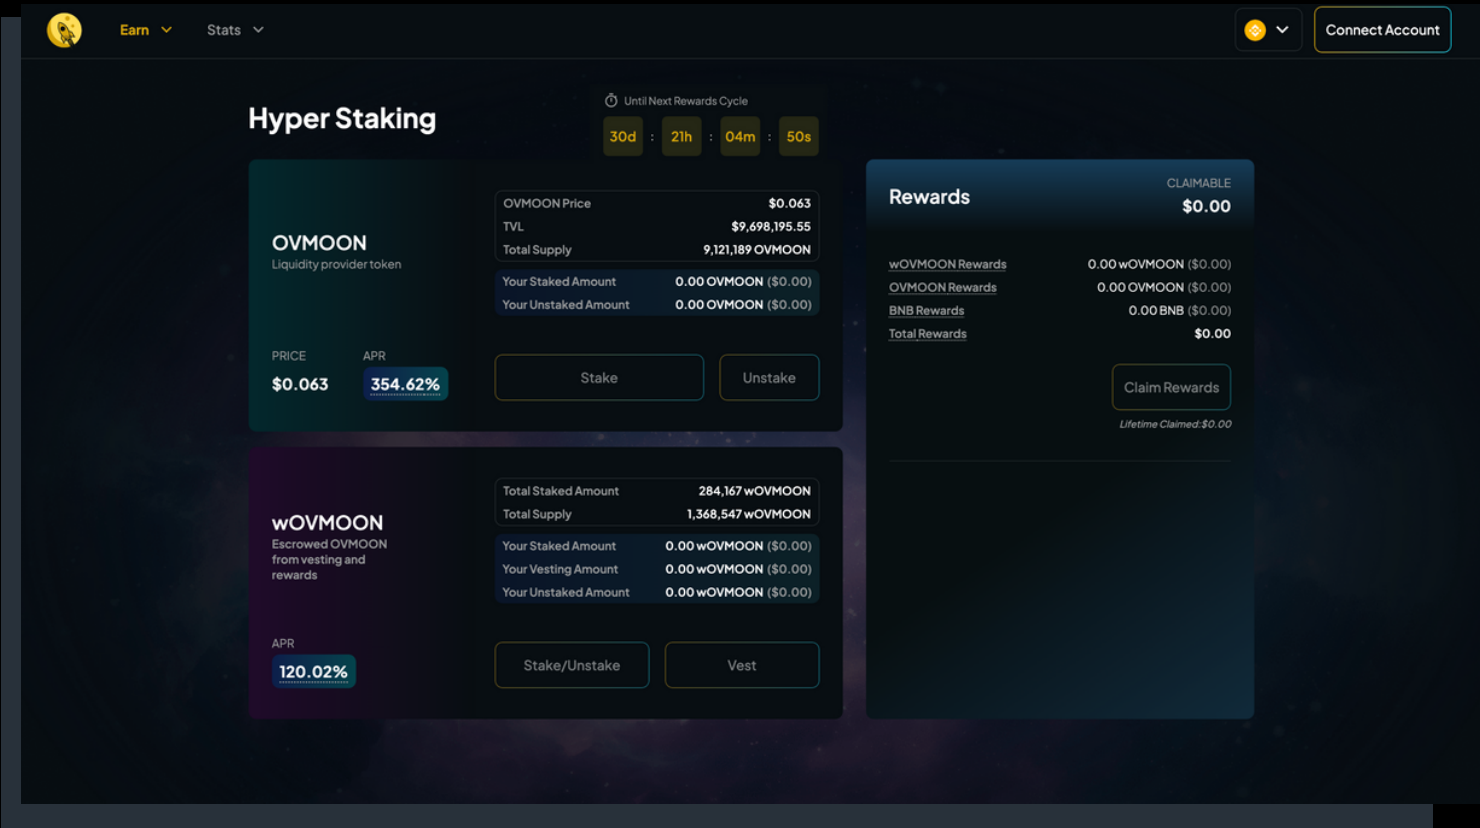 Earn
Stats
Connect Account
Hyper Staking
Until Next Rewards Cycle
30d : 21h : 04m : 50s
OVMOON
Liquidity provider token
PRICE
$0.063
APR
354.62%
OVMOON Price $0.063
TVL $9,698,195.55
Total Supply 9,121,189 OVMOON
Your Staked Amount 0.00 OVMOON ($0.00)
Your Unstaked Amount 0.00 OVMOON ($0.00)
Stake
Unstake
wOVMOON
Escrowed OVMOON
from vesting and
rewards
APR
120.02%
Total Staked Amount 284,167 wOVMOON
Total Supply 1,368,547 wOVMOON
Your Staked Amount 0.00 wOVMOON ($0.00)
Your Vesting Amount 0.00 wOVMOON ($0.00)
Your Unstaked Amount 0.00 wOVMOON ($0.00)
Stake/Unstake
Vest
Rewards
CLAIMABLE
$0.00
wOVMOON Rewards 0.00 wOVMOON ($0.00)
OVMOON Rewards 0.00 OVMOON ($0.00)
BNB Rewards 0.00 BNB ($0.00)
Total Rewards $0.00
Claim Rewards
Lifetime Claimed:$0.00